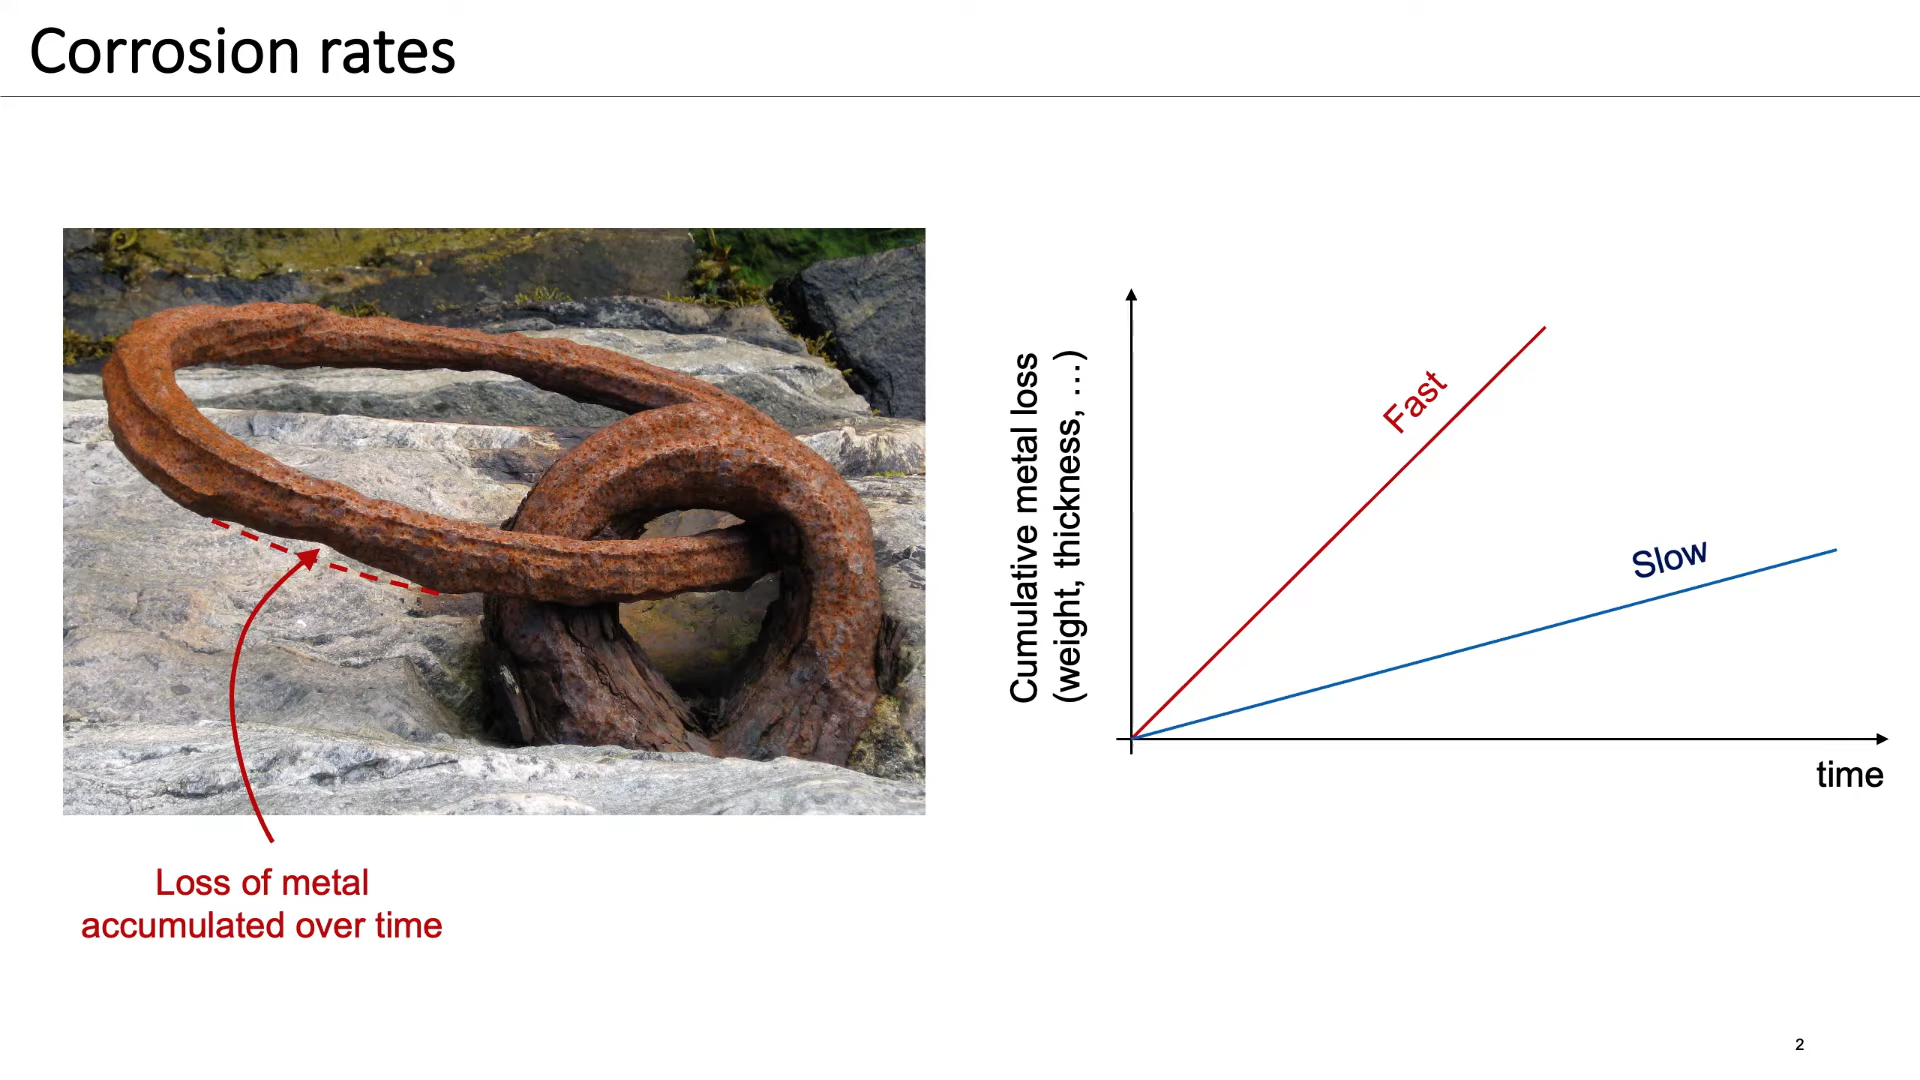 Corrosion rates
Loss of metal
accumulated over time
Cumulative metal loss
(weight, thickness, …)
Fast
Slow
time
2